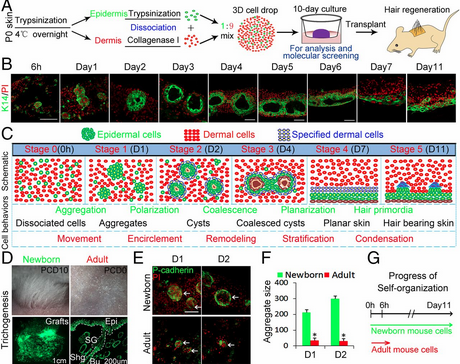 A
P0 skin
Trypsinization
4℃ overnight
Epidermis
Trypsinization
Dissociation
Dermis
Collagenase I
+
1:9
mix
3D cell drop
10-day culture
For analysis and
molecular screening
Transplant
Hair regeneration
B
K14/PI
6h
Day1
Day2
Day3
Day4
Day5
Day6
Day7
Day11
C
Epidermal cells
Dermal cells
Specified dermal cells
Schematic
Stage 0(0h)
Stage 1 (D1)
Stage 2 (D2)
Stage 3 (D4)
Stage 4 (D7)
Stage 5 (D11)
Cell behaviors
Aggregation
Polarization
Coalescence
Planarization
Hair primordia
Dissociated cells
Aggregates
Cysts
Coalesced cysts
Planar skin
Hair bearing skin
Movement
Encirclement
Remodeling
Stratification
Condensation
D
Trichogenesis
Newborn
Adult
PCD10
PCD0
Grafts
1cm
Epi
SG
Shg
Bu
200um
E
P-cadherin
D1
D2
Newborn
Adult
F
Newborn
Adult
Aggregate size
400
300
200
100
0
*
*
D1
D2
G
Progress of
Self-organization
0h
6h
Day11
Newborn mouse cells
Adult mouse cells